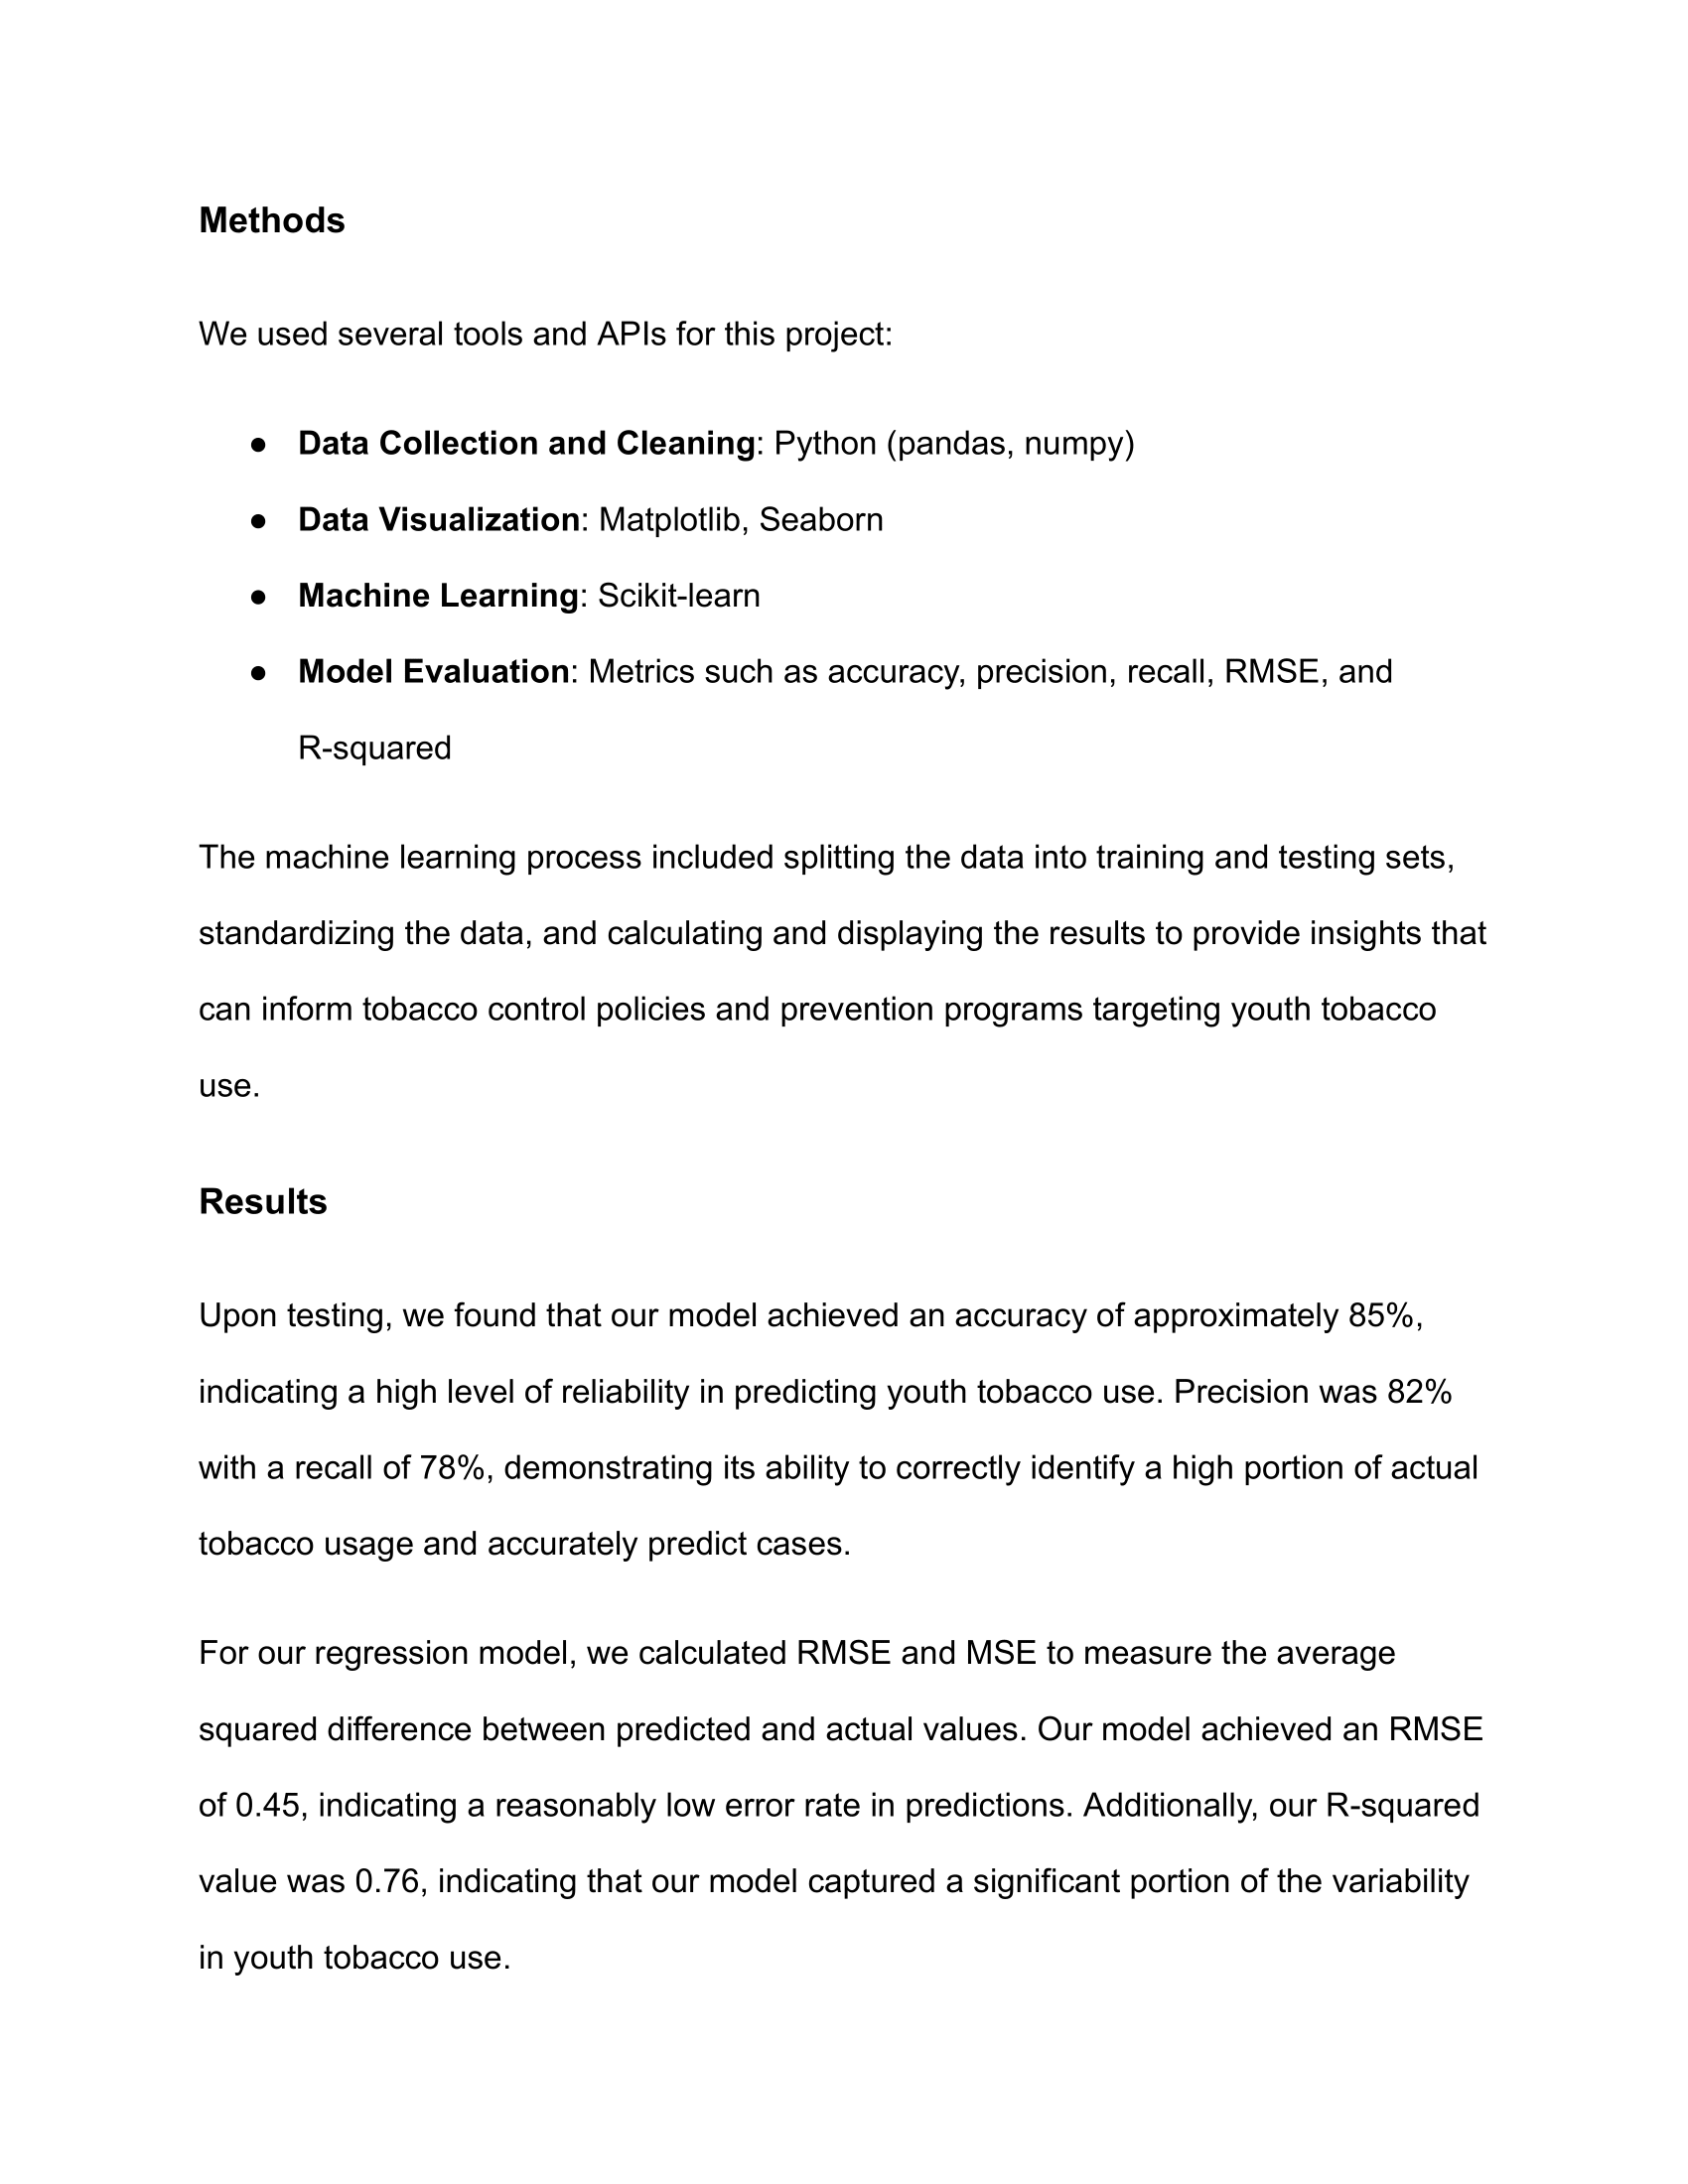 Methods
We used several tools and APIs for this project:
● Data Collection and Cleaning: Python (pandas, numpy)
● Data Visualization: Matplotlib, Seaborn
● Machine Learning: Scikit-learn
● Model Evaluation: Metrics such as accuracy, precision, recall, RMSE, and
R-squared
The machine learning process included splitting the data into training and testing sets,
standardizing the data, and calculating and displaying the results to provide insights that
can inform tobacco control policies and prevention programs targeting youth tobacco
use.
Results
Upon testing, we found that our model achieved an accuracy of approximately 85%,
indicating a high level of reliability in predicting youth tobacco use. Precision was 82%
with a recall of 78%, demonstrating its ability to correctly identify a high portion of actual
tobacco usage and accurately predict cases.
For our regression model, we calculated RMSE and MSE to measure the average
squared difference between predicted and actual values. Our model achieved an RMSE
of 0.45, indicating a reasonably low error rate in predictions. Additionally, our R-squared
value was 0.76, indicating that our model captured a significant portion of the variability
in youth tobacco use.